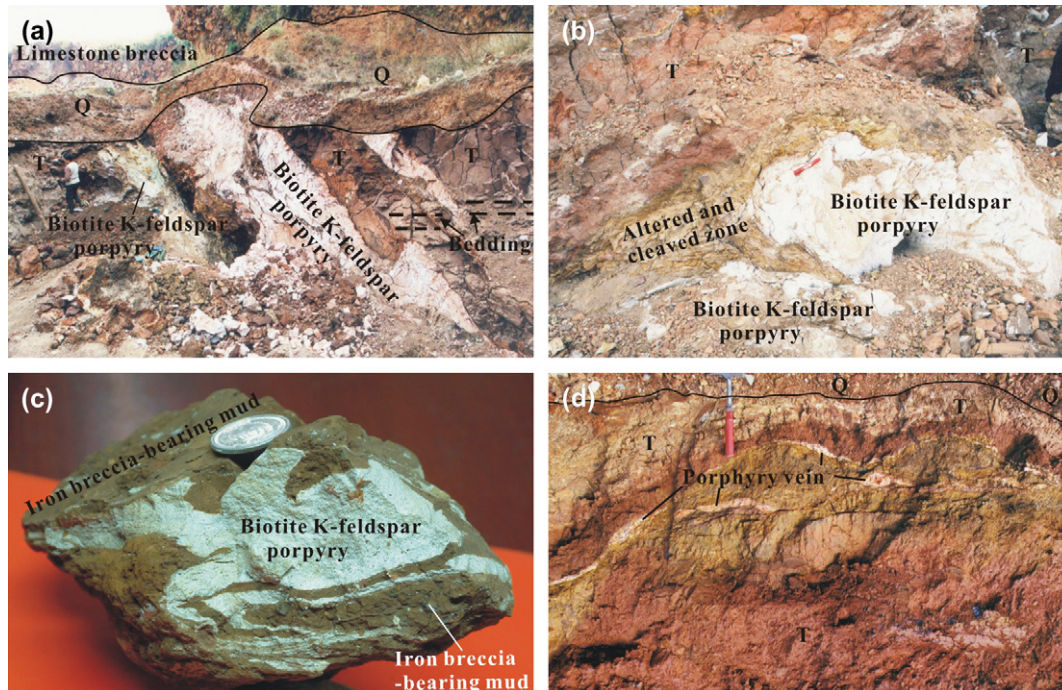 (a)
Limestone breccia
Q
Q
T
T
T
Biotite K-feldspar
porpyry
Biotite K-feldspar
porpyry
Bedding
(b)
T
T
Altered and
cleaved zone
Biotite K-feldspar
porpyry
Biotite K-feldspar
porpyry
(c)
Iron breccia-bearing mud
Biotite K-feldspar
porpyry
Iron breccia
-bearing mud
(d)
Q
Q
T
T
Porphyry vein
T